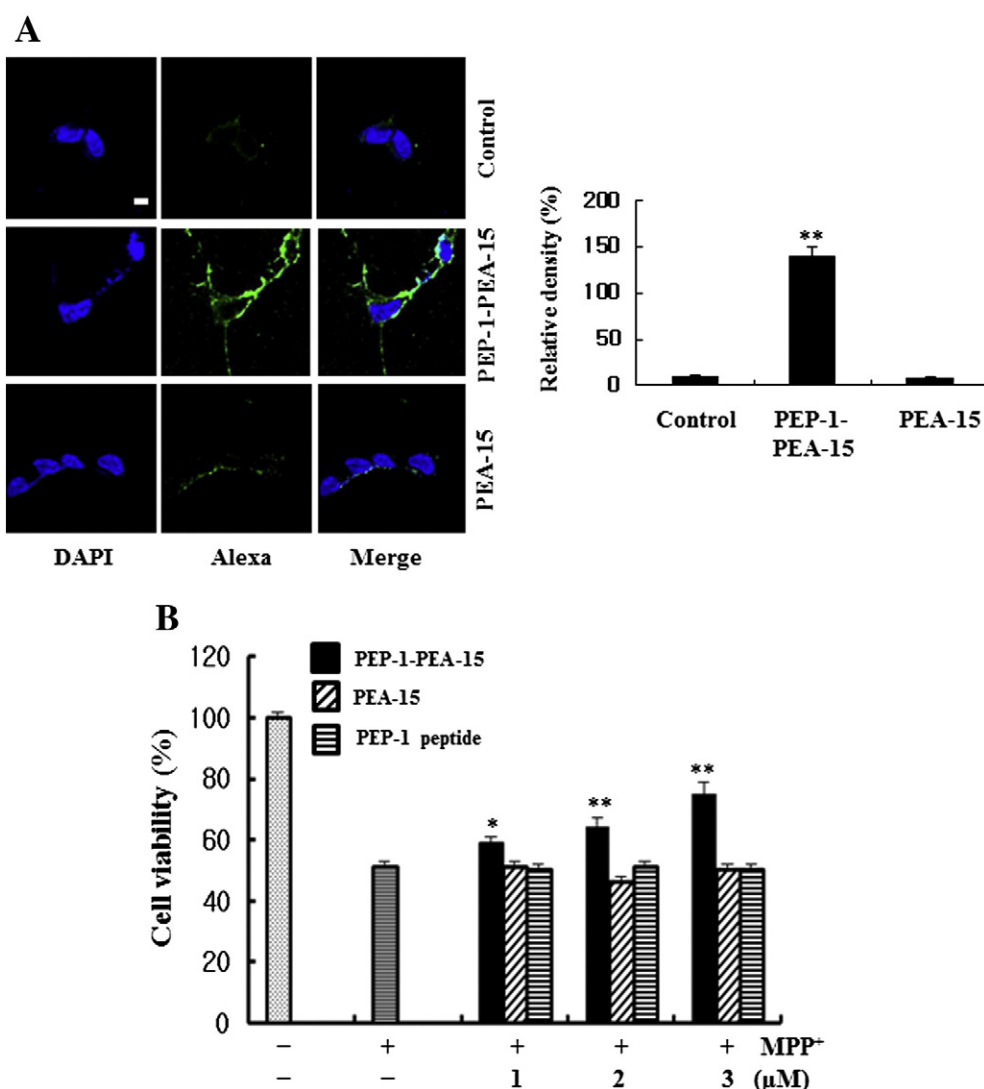 A
Control
PEP-1-PEA-15
PEA-15
DAPI Alexa Merge
Relative density (%)
200
150
100
50
0
**
Control PEP-1-PEA-15 PEA-15
B
Cell viability (%)
120
100
80
60
40
20
0
PEP-1-PEA-15
PEA-15
PEP-1 peptide
* ** **
− + + + + MPP⁺
− − 1 2 3 (μM)